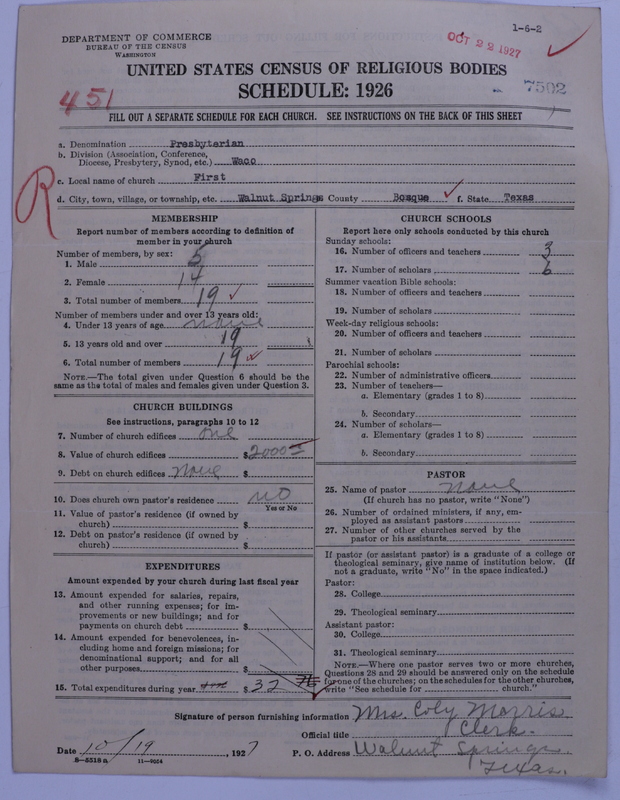 1-6-2
DEPARTMENT OF COMMERCE
BUREAU OF THE CENSUS
WASHINGTON
OCT 22 1927
UNITED STATES CENSUS OF RELIGIOUS BODIES
SCHEDULE: 1926
7502
451
FILL OUT A SEPARATE SCHEDULE FOR EACH CHURCH. SEE INSTRUCTIONS ON THE BACK OF THIS SHEET
a. Denomination Presbyterian
b. Division (Association, Conference, Diocese, Presbytery, Synod, etc.) Waco
c. Local name of church First
R
d. City, town, village, or township, etc. Walnut Springs County Bosque f. State Texas
MEMBERSHIP
Report number of members according to definition of
member in your church
Number of members, by sex:
1. Male 5
2. Female 14
3. Total number of members 19
Number of members under and over 13 years old:
4. Under 13 years of age none
5. 13 years old and over 19
6. Total number of members 19
NOTE.—The total given under Question 6 should be the
same as the total of males and females given under Question 3.
CHURCH BUILDINGS
See instructions, paragraphs 10 to 12
7. Number of church edifices one
8. Value of church edifices $2000
9. Debt on church edifices None $
10. Does church own pastor's residence no
Yes or No
11. Value of pastor's residence (if owned by
church) $
12. Debt on pastor's residence (if owned by
church) $
EXPENDITURES
Amount expended by your church during last fiscal year
13. Amount expended for salaries, repairs,
and other running expenses; for im-
provements or new buildings; and for
payments on church debt $
14. Amount expended for benevolences, in-
cluding home and foreign missions; for
denominational support; and for all
other purposes $
15. Total expenditures during year $ 32
CHURCH SCHOOLS
Report here only schools conducted by this church
Sunday schools:
16. Number of officers and teachers 3
17. Number of scholars 6
Summer vacation Bible schools:
18. Number of officers and teachers
19. Number of scholars
Week-day religious schools:
20. Number of officers and teachers
21. Number of scholars
Parochial schools:
22. Number of administrative officers
23. Number of teachers—
a. Elementary (grades 1 to 8)
b. Secondary
24. Number of scholars—
a. Elementary (grades 1 to 8)
b. Secondary
PASTOR
25. Name of pastor None
(If church has no pastor, write "None")
26. Number of ordained ministers, if any, em-
ployed as assistant pastors
27. Number of other churches served by the
pastor or his assistants
If pastor (or assistant pastor) is a graduate of a college or
theological seminary, give name of institution below. (If
not a graduate, write "No" in the space indicated.)
Pastor:
28. College
29. Theological seminary
Assistant pastor:
30. College
31. Theological seminary
NOTE.—Where one pastor serves two or more churches,
Questions 28 and 29 should be answered only on the schedule
for one of the churches; on the schedules for the other churches,
write "See schedule for church."
Signature of person furnishing information Mrs. Coly Morris
Official title Clerk.
Date 10/19, 1927 P. O. Address Walnut Springs
Texas.
8-5518a 11-9264